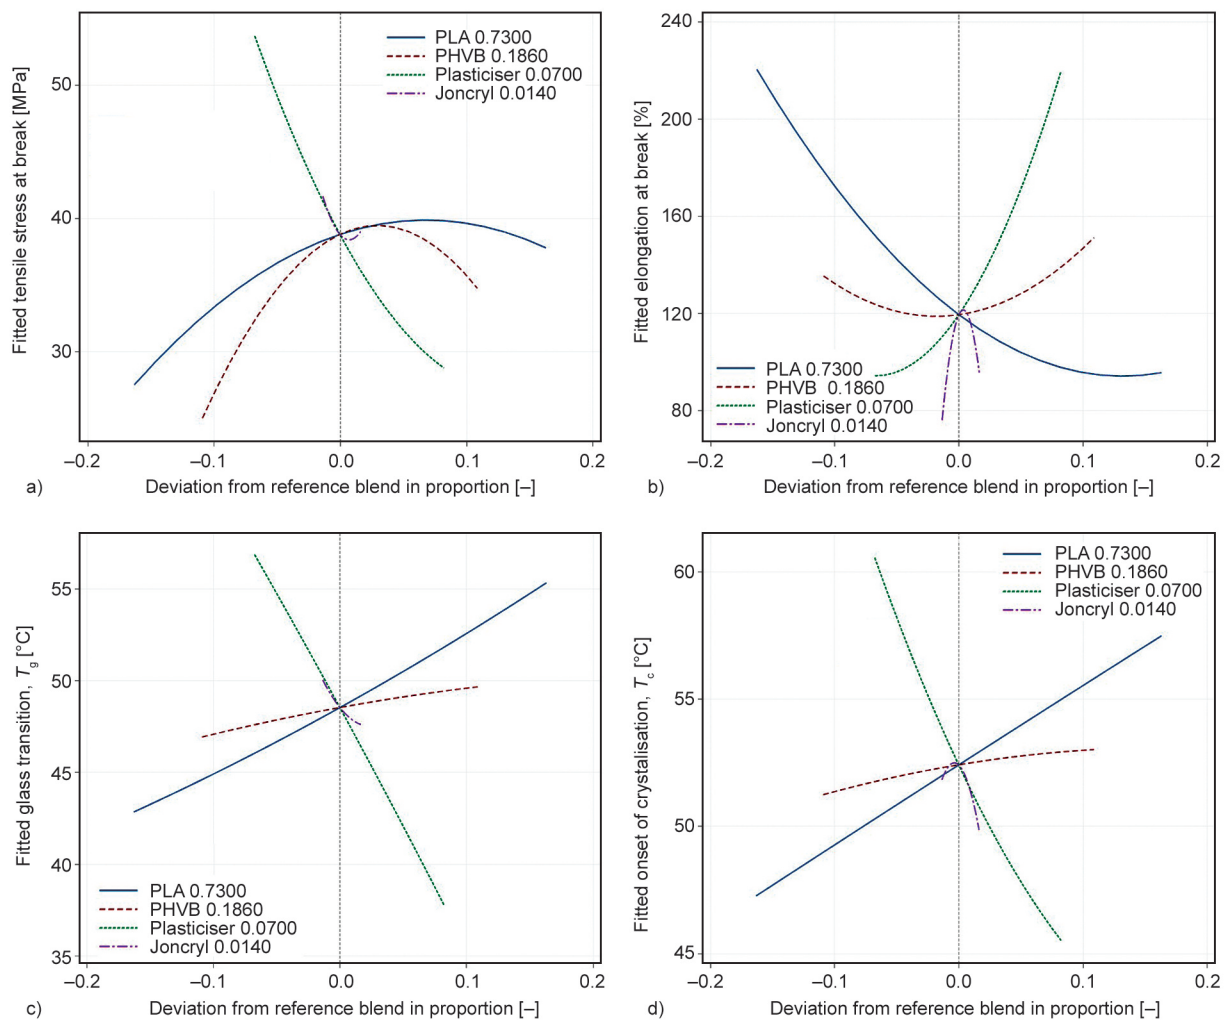 Fitted tensile stress at break [MPa]
50
40
30
PLA 0.7300
PHVB 0.1860
Plasticiser 0.0700
Joncryl 0.0140
–0.2
–0.1
0.0
0.1
0.2
a)
Deviation from reference blend in proportion [–]
Fitted elongation at break [%]
240
200
160
120
80
PLA 0.7300
PHVB 0.1860
Plasticiser 0.0700
Joncryl 0.0140
–0.2
–0.1
0.0
0.1
0.2
b)
Deviation from reference blend in proportion [–]
Fitted glass transition, Tg [°C]
55
50
45
40
35
PLA 0.7300
PHVB 0.1860
Plasticiser 0.0700
Joncryl 0.0140
–0.2
–0.1
0.0
0.1
0.2
c)
Deviation from reference blend in proportion [–]
Fitted onset of crystalisation, Tc [°C]
60
55
50
45
PLA 0.7300
PHVB 0.1860
Plasticiser 0.0700
Joncryl 0.0140
–0.2
–0.1
0.0
0.1
0.2
d)
Deviation from reference blend in proportion [–]